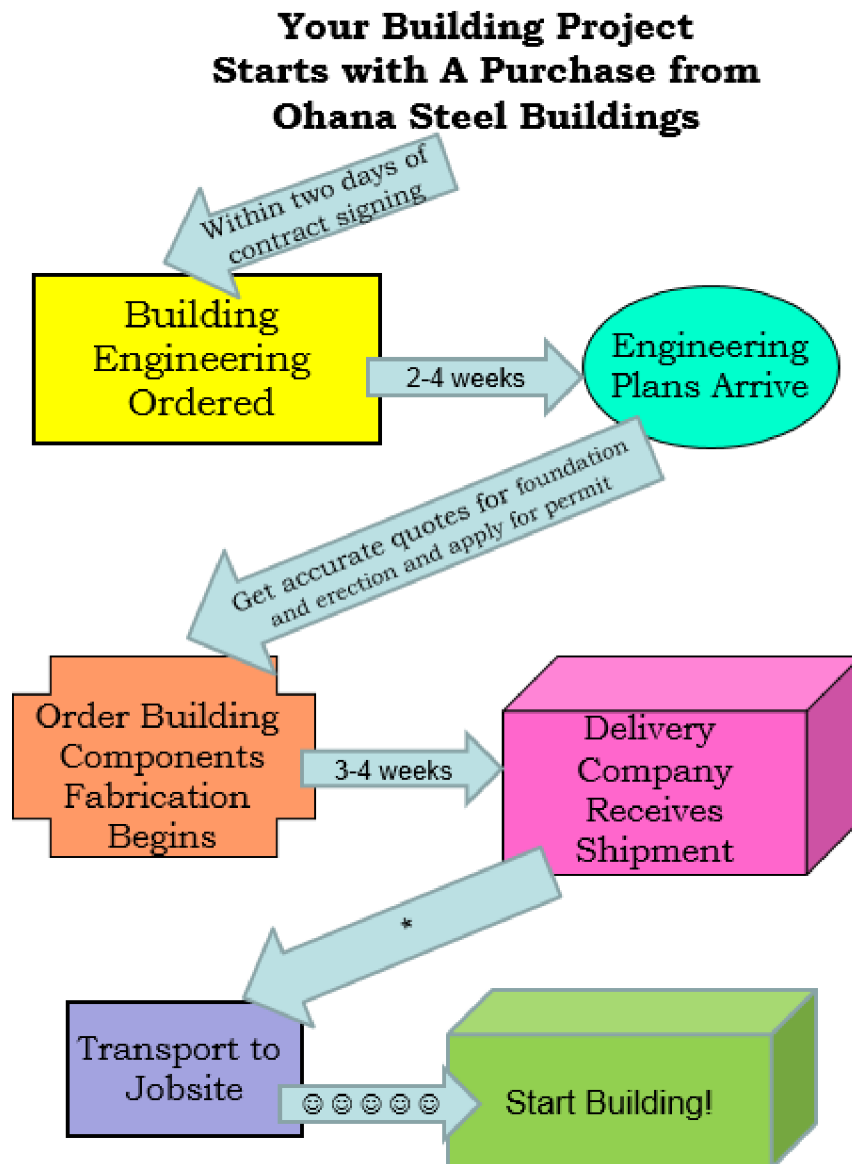 Your Building Project
Starts with A Purchase from
Ohana Steel Buildings
Within two days of
contract signing
Building
Engineering
Ordered
2-4 weeks
Engineering
Plans Arrive
Get accurate quotes for foundation
and erection and apply for permit
Order Building
Components
Fabrication
Begins
3-4 weeks
Delivery
Company
Receives
Shipment
*
Transport to
Jobsite
☺☺☺☺☺
Start Building!